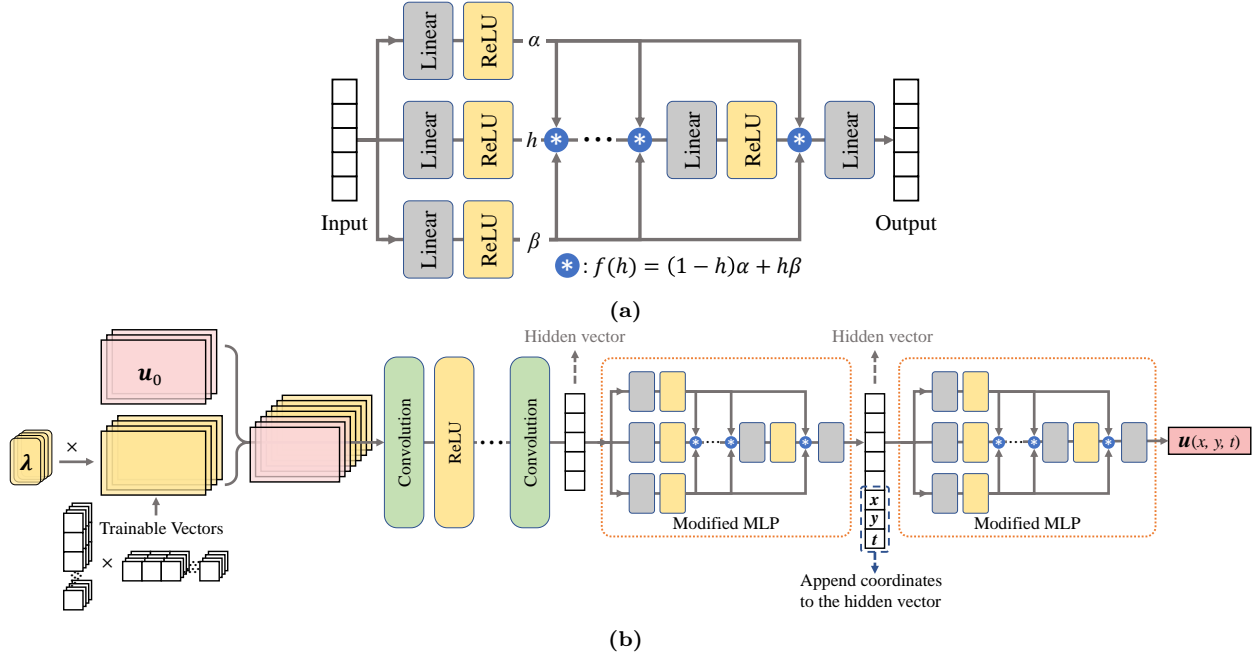 Linear
ReLU
α
Linear
ReLU
h
* ... *
Linear
ReLU
*
Linear
Linear
ReLU
β
Input
Output
* : f(h) = (1 − h)α + hβ
(a)
Hidden vector
Hidden vector
u₀
λ
×
Trainable Vectors
×
Convolution
ReLU
Convolution
Modified MLP
x
y
t
Modified MLP
u(x, y, t)
Append coordinates
to the hidden vector
(b)